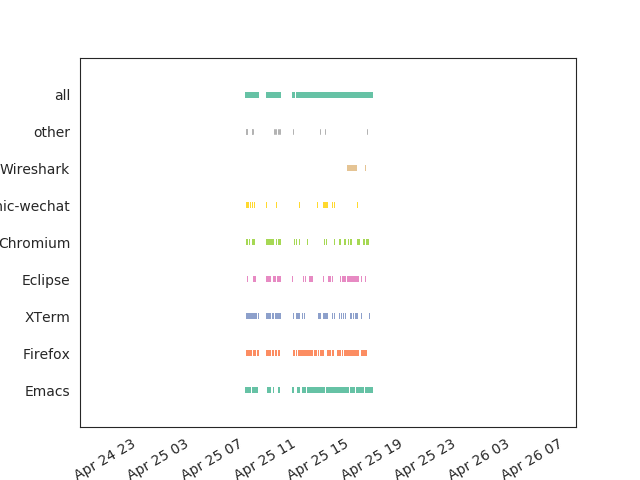 all
other
Wireshark
nic-wechat
Chromium
Eclipse
XTerm
Firefox
Emacs
Apr 24 23
Apr 25 03
Apr 25 07
Apr 25 11
Apr 25 15
Apr 25 19
Apr 25 23
Apr 26 03
Apr 26 07